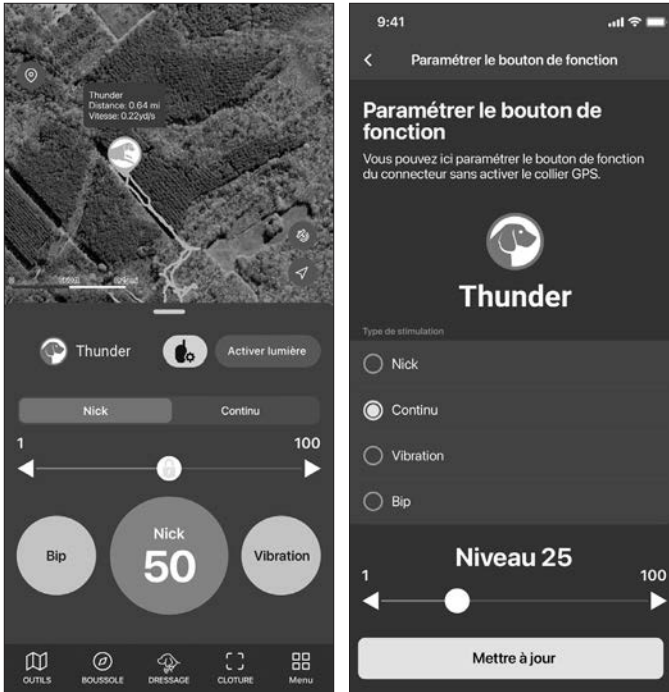 Thunder
Distance: 0.64 mi
Vitesse: 0.22yd/s
Thunder
Activer lumière
Nick
Continu
1
100
Bip
Nick
50
Vibration
OUTILS
BOUSSOLE
DRESSAGE
CLOTURE
Menu
9:41
Paramétrer le bouton de fonction
Paramétrer le bouton de
fonction
Vous pouvez ici paramétrer le bouton de fonction
du connecteur sans activer le collier GPS.
Thunder
Type de stimulation
Nick
Continu
Vibration
Bip
Niveau 25
1
100
Mettre à jour